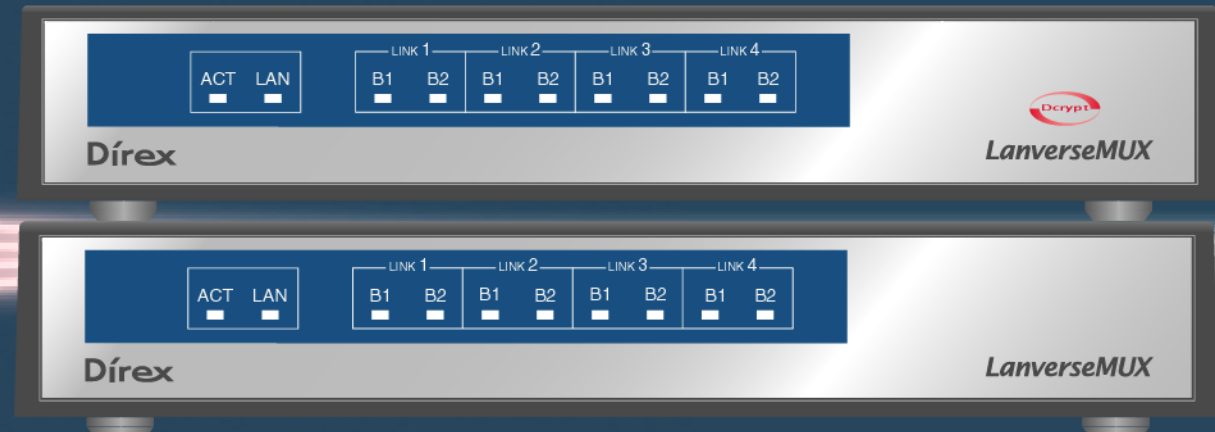 LINK 1 LINK 2 LINK 3 LINK 4
ACT LAN B1 B2 B1 B2 B1 B2 B1 B2
Dcrypt
Dírex LanverseMUX
LINK 1 LINK 2 LINK 3 LINK 4
ACT LAN B1 B2 B1 B2 B1 B2 B1 B2
Dírex LanverseMUX